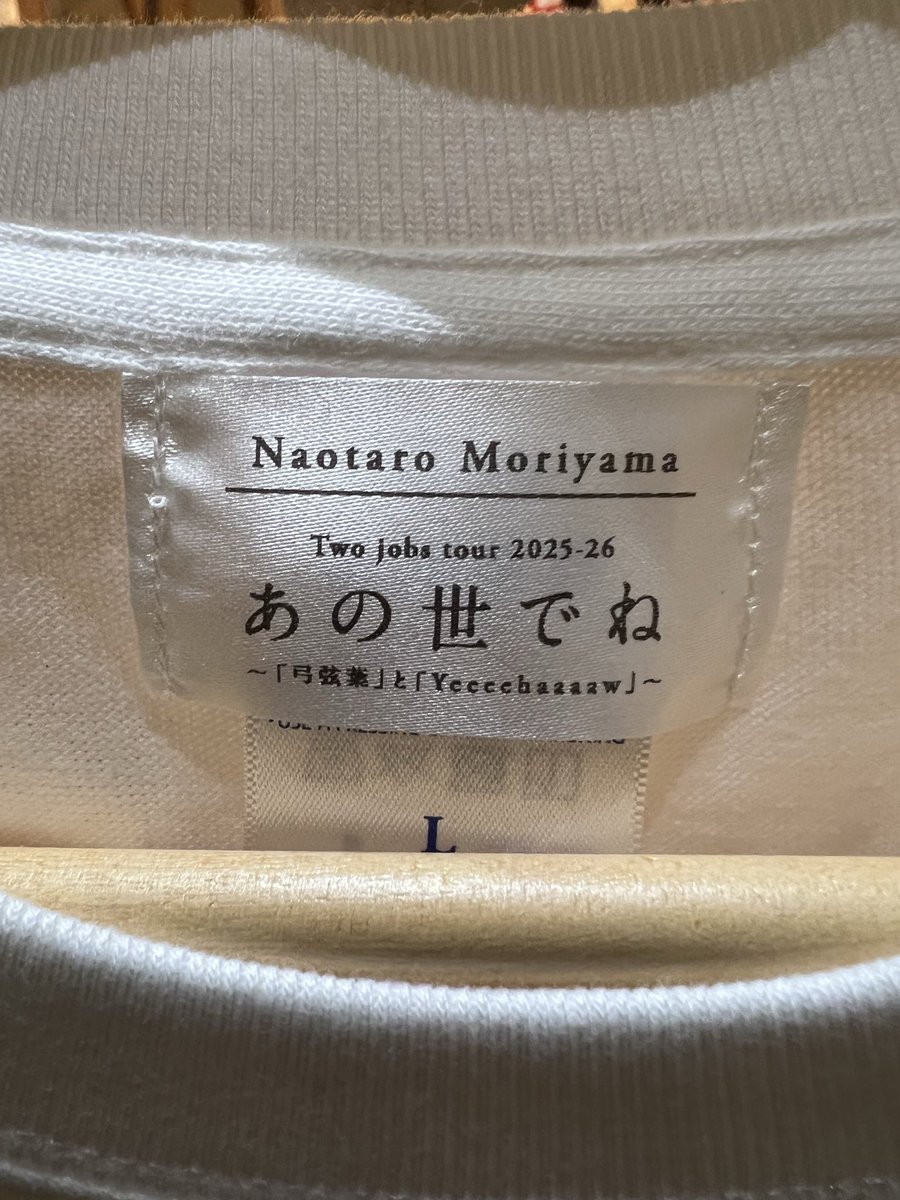 Naotaro Moriyama
Two jobs tour 2025-26
あの世でね
~「弓弦葉」と「Yeeeehaaaaw」~
L